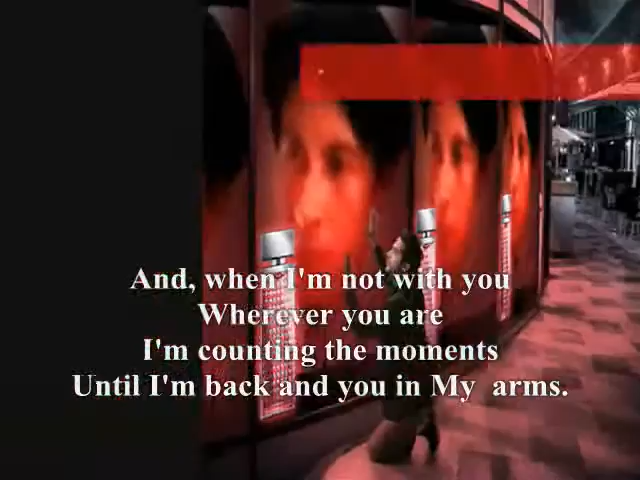 And, when I'm not with you
Wherever you are
I'm counting the moments
Until I'm back and you in My  arms.